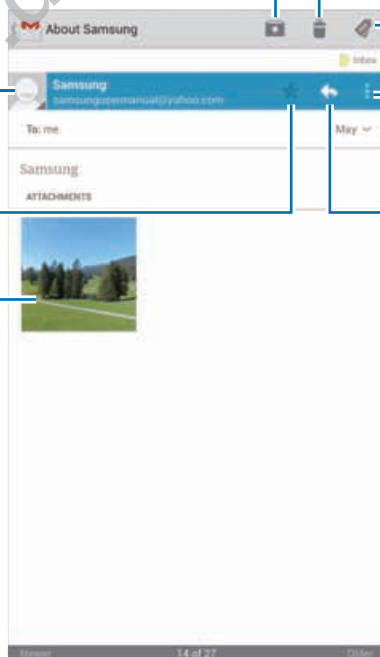 About Samsung
Inbox
Samsung
samsungusermanual@yahoo.com
To: me
May
Samsung
ATTACHMENTS
Newer
14 of 27
Older